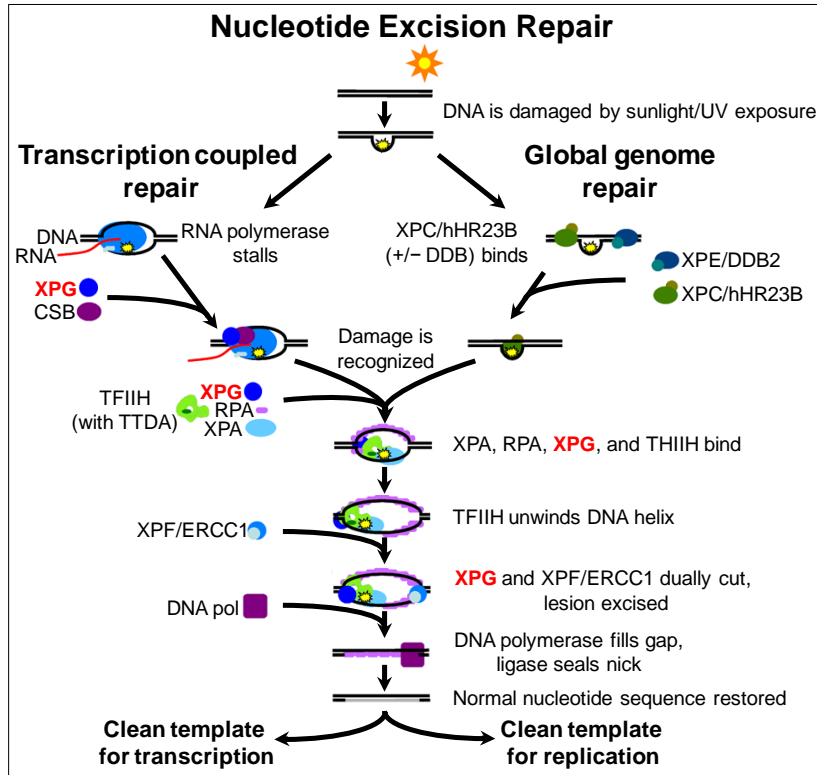 Nucleotide Excision Repair
DNA is damaged by sunlight/UV exposure
Transcription coupled
repair
Global genome
repair
DNA
RNA
RNA polymerase
stalls
XPC/hHR23B
(+/− DDB) binds
XPE/DDB2
XPC/hHR23B
XPG
CSB
Damage is
recognized
TFIIH
(with TTDA)
XPG
RPA
XPA
XPA, RPA, XPG, and THIIH bind
TFIIH unwinds DNA helix
XPF/ERCC1
XPG and XPF/ERCC1 dually cut,
lesion excised
DNA pol
DNA polymerase fills gap,
ligase seals nick
Normal nucleotide sequence restored
Clean template
for transcription
Clean template
for replication